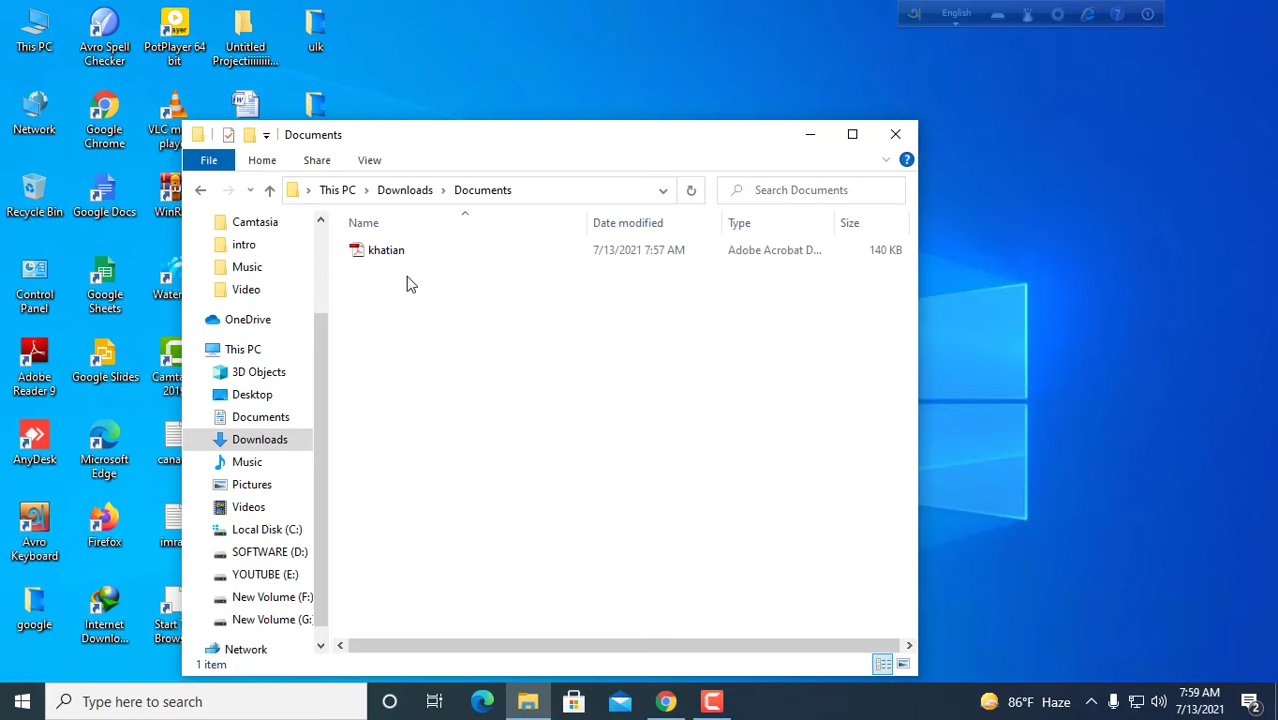 This PC
Avro Spell
Checker
PotPlayer 64
bit
Untitled
Projectiiiiiii...
ulk
English
Network
Google
Chrome
VLC m
playe
Recycle Bin
Google Docs
WinRA
Control
Panel
Google
Sheets
Water
Adobe
Reader 9
Google Slides
Camta
201
AnyDesk
Microsoft
Edge
cana
Avro
Keyboard
Firefox
imra
google
Internet
Downlo...
Start
Brows
Documents
File
Home
Share
View
This PC
Downloads
Documents
Search Documents
Name
Date modified
Type
Size
khatian
7/13/2021 7:57 AM
Adobe Acrobat D...
140 KB
Camtasia
intro
Music
Video
OneDrive
This PC
3D Objects
Desktop
Documents
Downloads
Music
Pictures
Videos
Local Disk (C:)
SOFTWARE (D:)
YOUTUBE (E:)
New Volume (F:)
New Volume (G:
Network
1 item
Type here to search
86°F Haze
7:59 AM
7/13/2021
2